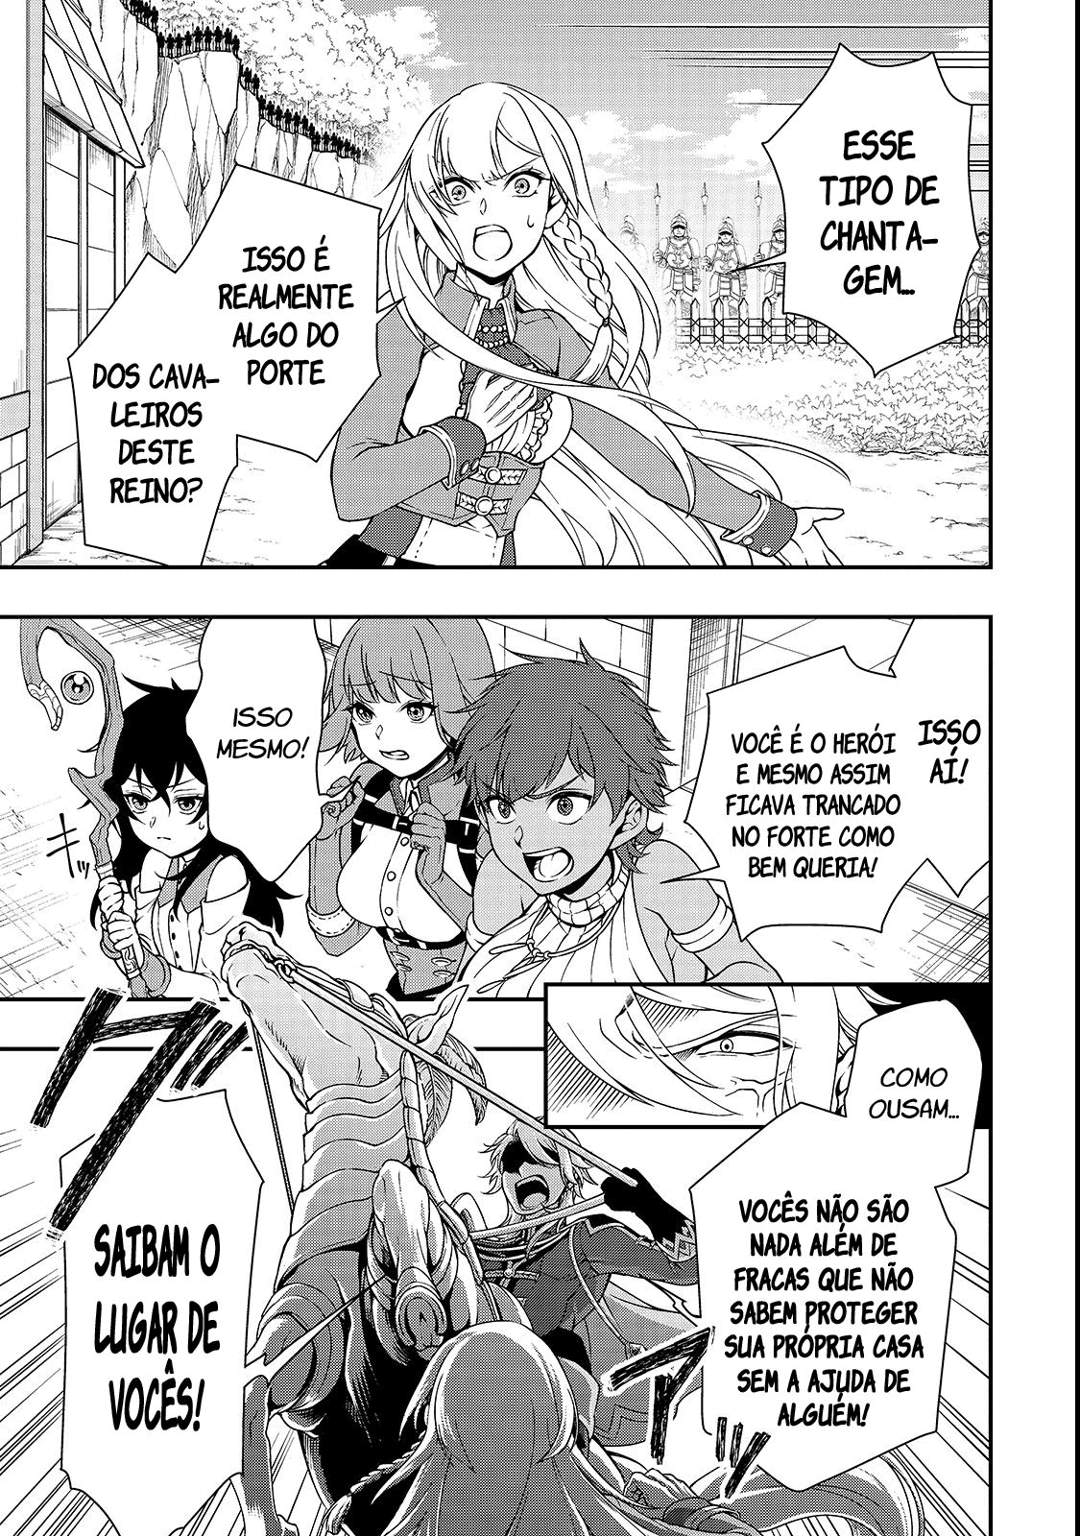 ESSE
TIPO DE
CHANTA-
GEM...
ISSO É
REALMENTE
ALGO DO
PORTE
DOS CAVA-
LEIROS
DESTE
REINO?
ISSO
AÍ!
VOCÊ É O HERÓI
E MESMO ASSIM
FICAVA TRANCADO
NO FORTE COMO
BEM QUERIA!
ISSO
MESMO!
キッ
COMO
OUSAM...
VOCÊS NÃO SÃO
NADA ALÉM DE
FRACAS QUE NÃO
SABEM PROTEGER
SUA PRÓPRIA CASA
SEM A AJUDA DE
ALGUÉM!
SAIBAM O
LUGAR DE
VOCÊS!